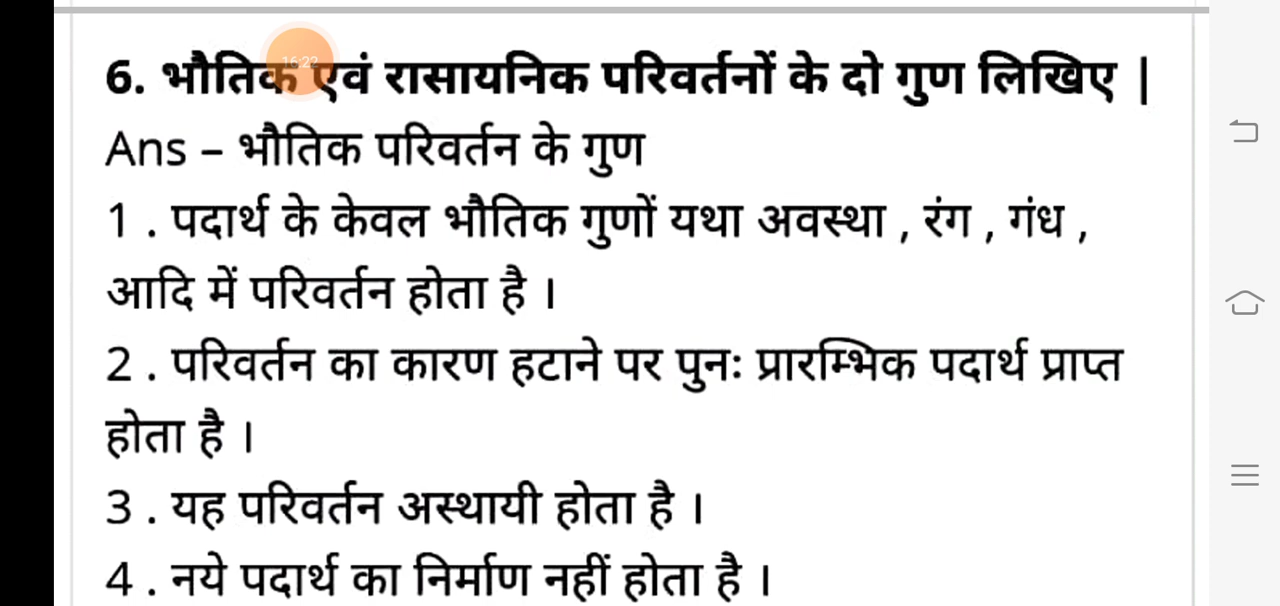 6. भौतिक एवं रासायनिक परिवर्तनों के दो गुण लिखिए |
16:22
Ans – भौतिक परिवर्तन के गुण
1 . पदार्थ के केवल भौतिक गुणों यथा अवस्था , रंग , गंध ,
आदि में परिवर्तन होता है ।
2 . परिवर्तन का कारण हटाने पर पुनः प्रारम्भिक पदार्थ प्राप्त
होता है ।
3 . यह परिवर्तन अस्थायी होता है ।
4 . नये पदार्थ का निर्माण नहीं होता है ।